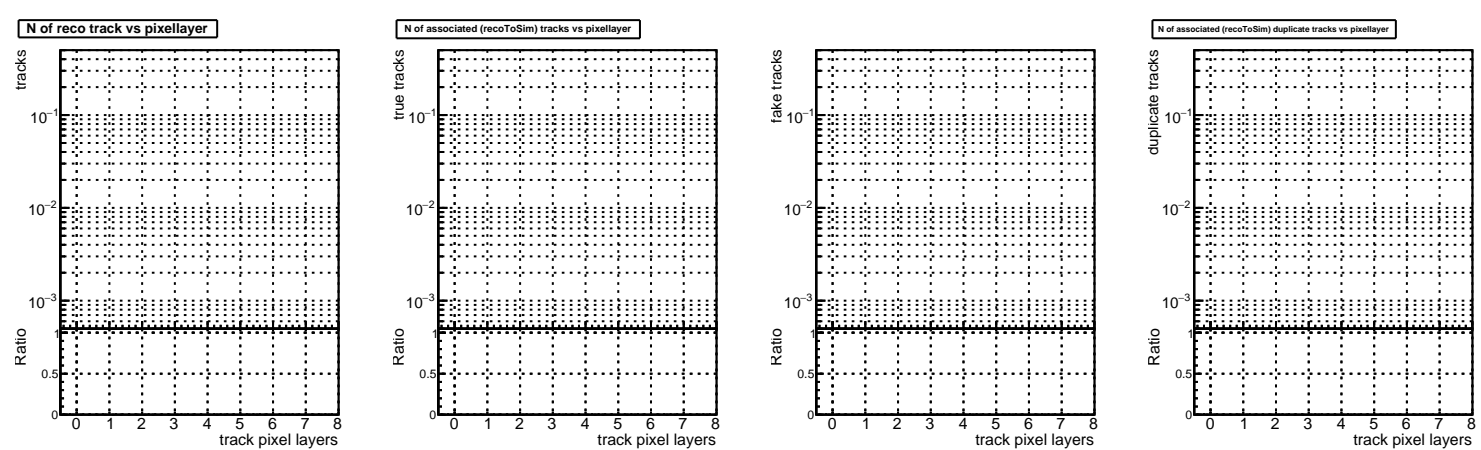 N of reco track vs pixellayer
tracks
10−1
10−2
10−3
Ratio
1
0.5
0
0 1 2 3 4 5 6 7 8
track pixel layers
N of associated (recoToSim) tracks vs pixellayer
true tracks
10−1
10−2
10−3
Ratio
1
0.5
0
0 1 2 3 4 5 6 7 8
track pixel layers
fake tracks
10−1
10−2
10−3
Ratio
1
0.5
0
0 1 2 3 4 5 6 7 8
track pixel layers
N of associated (recoToSim) duplicate tracks vs pixellayer
duplicate tracks
10−1
10−2
10−3
Ratio
1
0.5
0
0 1 2 3 4 5 6 7 8
track pixel layers